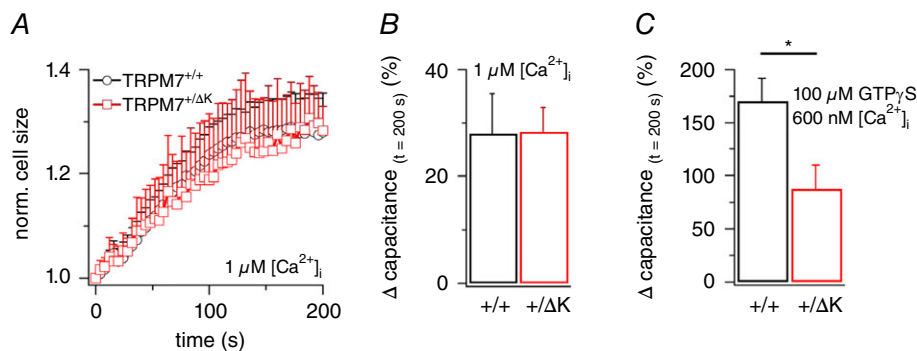 A
norm. cell size
1.4
1.2
1.0
TRPM7+/+
TRPM7+/ΔK
1 µM [Ca2+]i
0
100
200
time (s)
B
Δ capacitance (t = 200 s) (%)
40
20
0
1 µM [Ca2+]i
+/+
+/ΔK
C
Δ capacitance (t = 200 s) (%)
200
150
100
50
0
*
100 µM GTPγS
600 nM [Ca2+]i
+/+
+/ΔK